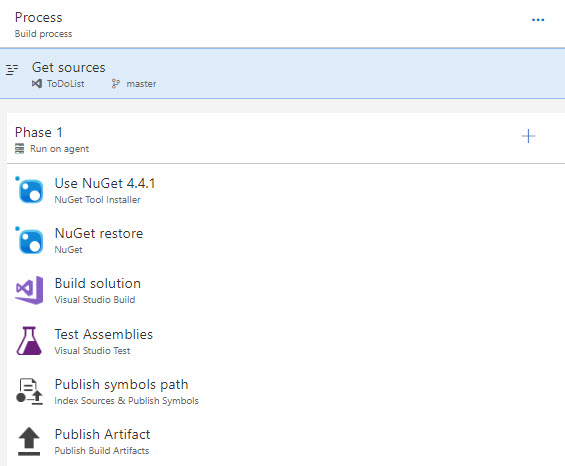 Process
Build process
Get sources
ToDoList master
Phase 1
Run on agent
Use NuGet 4.4.1
NuGet Tool Installer
NuGet restore
NuGet
Build solution
Visual Studio Build
Test Assemblies
Visual Studio Test
Publish symbols path
Index Sources & Publish Symbols
Publish Artifact
Publish Build Artifacts